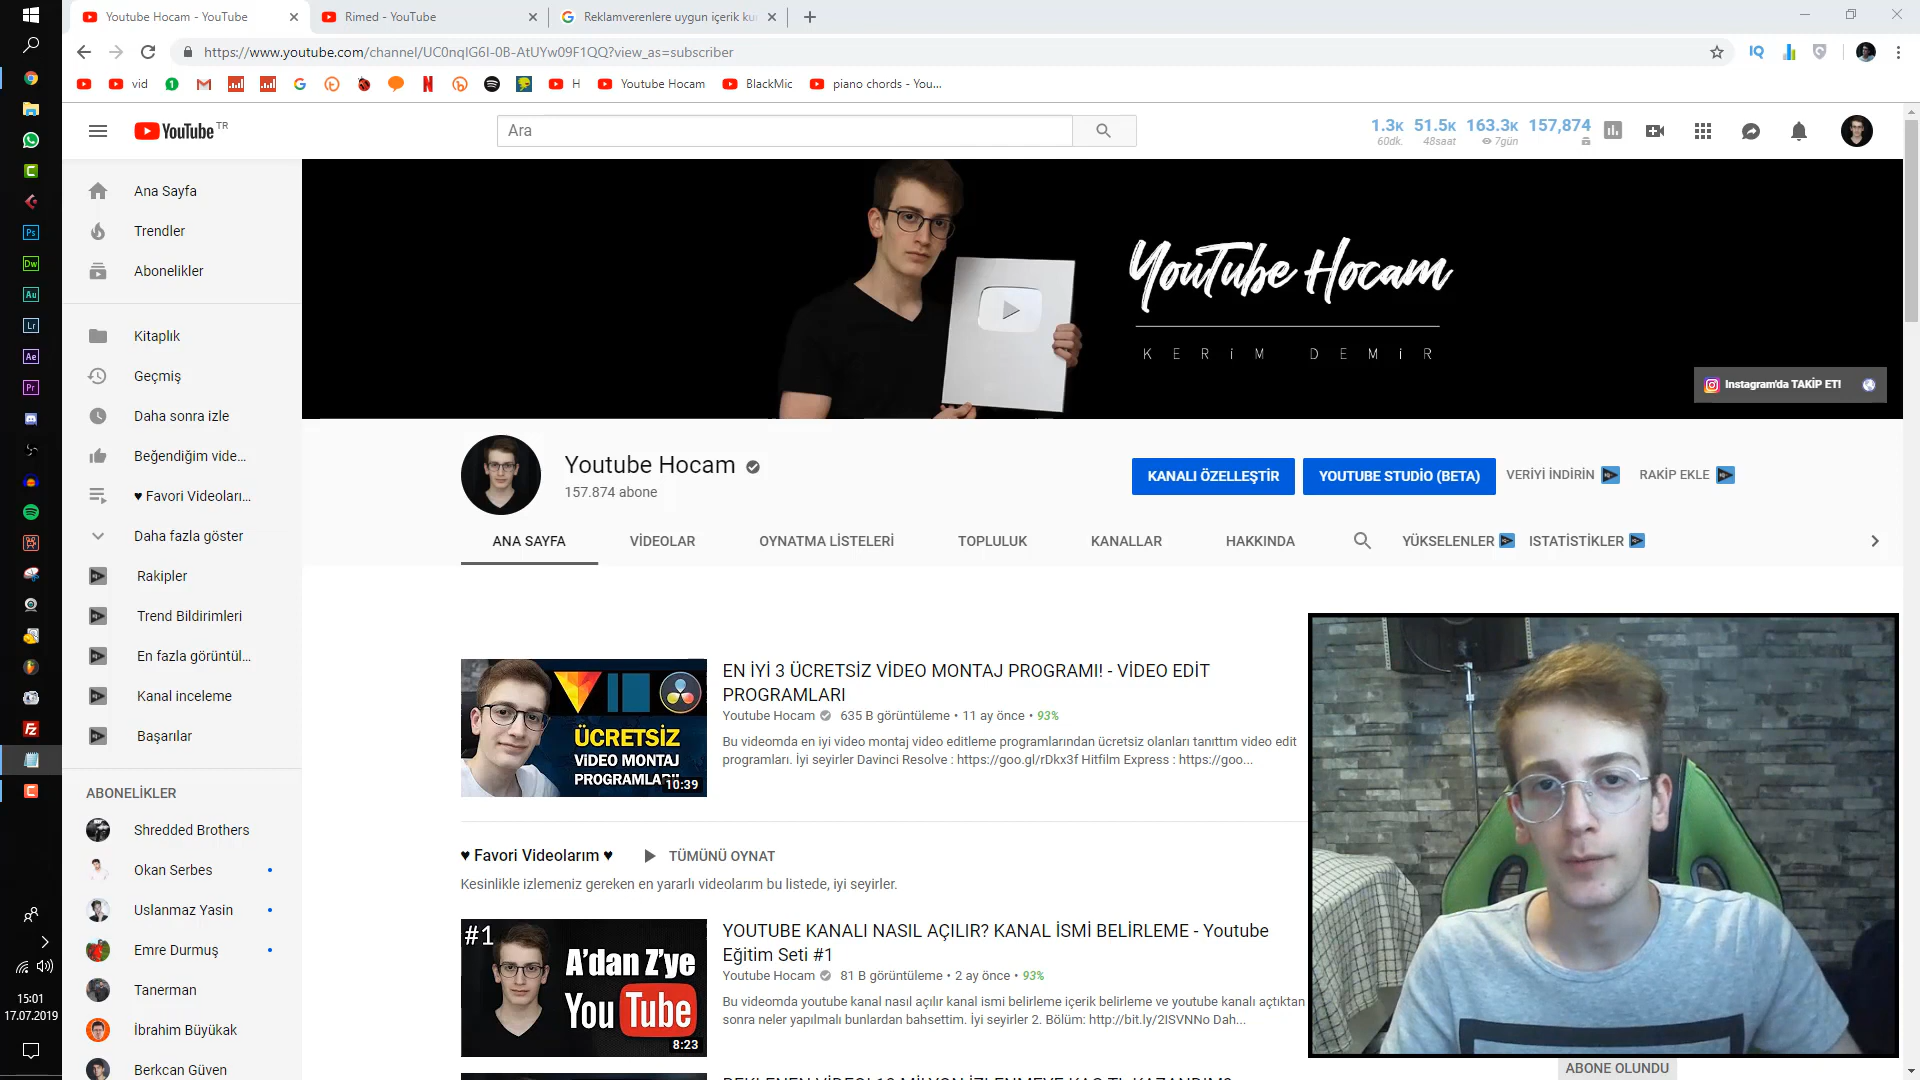 Youtube Hocam - YouTube
Rimed - YouTube
Reklamverenlere uygun içerik ku
https://www.youtube.com/channel/UC0nqIG6I-0B-AtUYw09F1QQ?view_as=subscriber
vid
H
Youtube Hocam
BlackMic
piano chords - You...
YouTube TR
Ara
1.3K 51.5K 163.3K 157,874
60dk. 48saat 7gün
Ana Sayfa
Trendler
Abonelikler
Kitaplık
Geçmiş
Daha sonra izle
Beğendiğim vide...
♥ Favori Videoları...
Daha fazla göster
Rakipler
Trend Bildirimleri
En fazla görüntül...
Kanal inceleme
Başarılar
ABONELİKLER
Shredded Brothers
Okan Serbes
Uslanmaz Yasin
Emre Durmuş
Tanerman
İbrahim Büyükak
Berkcan Güven
YouTube Hocam
KERİM DEMİR
Instagram'da TAKİP ET!
Youtube Hocam
157.874 abone
KANALI ÖZELLEŞTİR
YOUTUBE STUDIO (BETA)
VERİYİ İNDİRİN
RAKİP EKLE
ANA SAYFA
VİDEOLAR
OYNATMA LİSTELERİ
TOPLULUK
KANALLAR
HAKKINDA
YÜKSELENLER
ISTATİSTİKLER
ÜCRETSİZ
VİDEO MONTAJ
PROGRAMLARI!
10:39
EN İYİ 3 ÜCRETSİZ VİDEO MONTAJ PROGRAMI! - VİDEO EDİT
PROGRAMLARI
Youtube Hocam 635 B görüntüleme • 11 ay önce • 93%
Bu videomda en iyi video montaj video editleme programlarından ücretsiz olanları tanıttım video edit
programları. İyi seyirler Davinci Resolve : https://goo.gl/rDkx3f Hitfilm Express : https://goo...
♥ Favori Videolarım ♥
TÜMÜNÜ OYNAT
Kesinlikle izlemeniz gereken en yararlı videolarım bu listede, iyi seyirler.
#1
A'dan Z'ye
YouTube
8:23
YOUTUBE KANALI NASIL AÇILIR? KANAL İSMİ BELİRLEME - Youtube
Eğitim Seti #1
Youtube Hocam 81 B görüntüleme • 2 ay önce • 93%
Bu videomda youtube kanal nasıl açılır kanal ismi belirleme içerik belirleme ve youtube kanalı açtıktan
sonra neler yapılmalı bunlardan bahsettim. İyi seyirler 2. Bölüm: http://bit.ly/2ISVNNo Dah...
ABONE OLUNDU
Ps
Dw
Au
Lr
Ae
Pr
15:01
17.07.2019